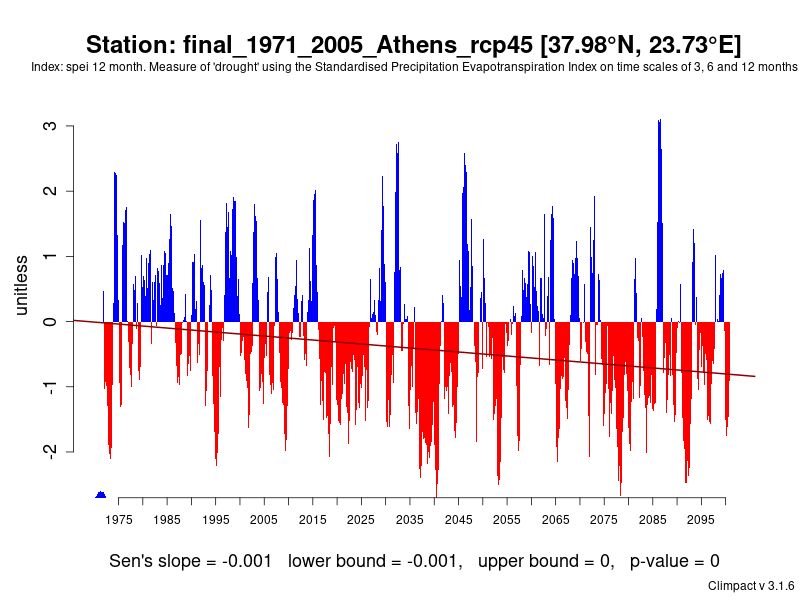 Station: final_1971_2005_Athens_rcp45 [37.98°N, 23.73°E]
Index: spei 12 month. Measure of 'drought' using the Standardised Precipitation Evapotranspiration Index on time scales of 3, 6 and 12 months
3
2
1
0
-1
-2
unitless
1975 1985 1995 2005 2015 2025 2035 2045 2055 2065 2075 2085 2095
Sen's slope = -0.001 lower bound = -0.001, upper bound = 0, p-value = 0
Climpact v 3.1.6